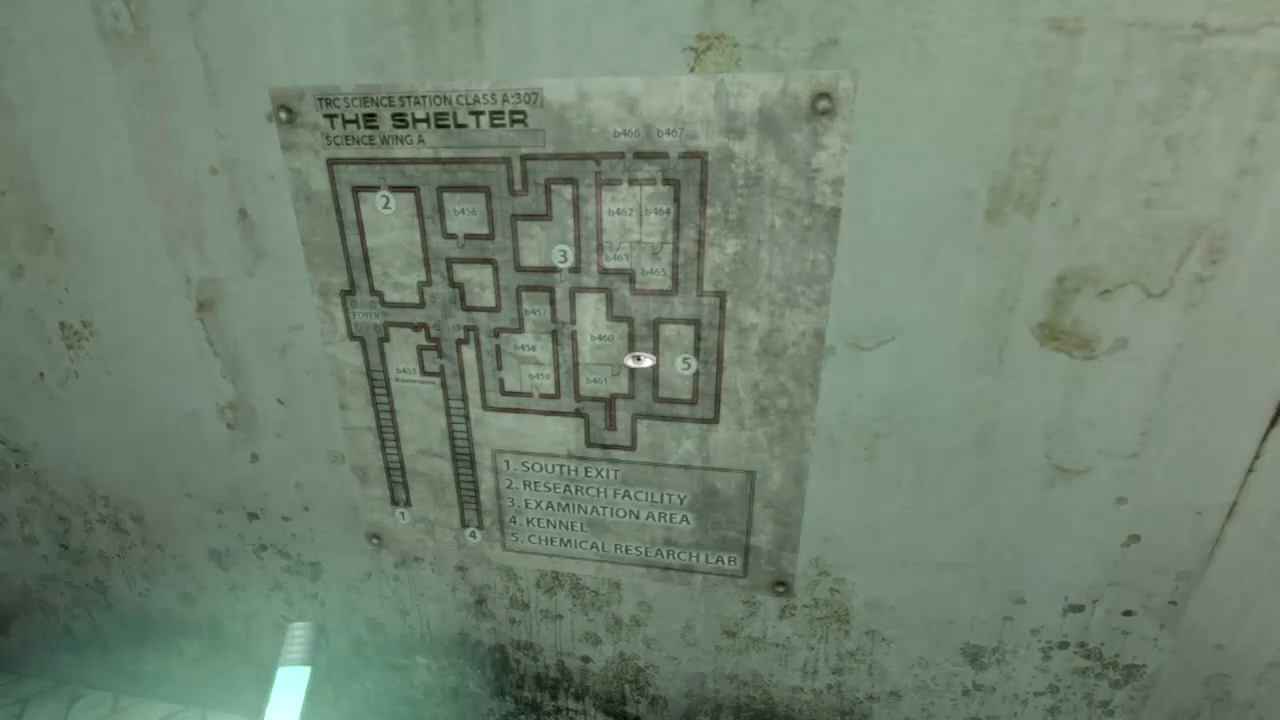 TRC SCIENCE STATION CLASS A:307
THE SHELTER
SCIENCE WING A
b466 b467
2
b456
b462 b464
3
b463
b465
FOYER
b457
b460
b458
5
b453
b459
b461
1
4
1. SOUTH EXIT
2. RESEARCH FACILITY
3. EXAMINATION AREA
4. KENNEL
5. CHEMICAL RESEARCH LAB